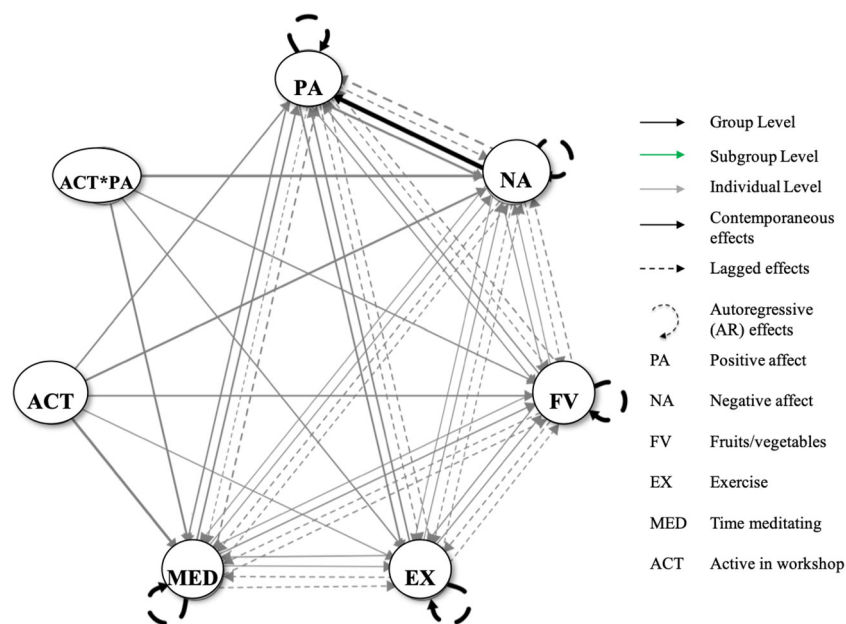 PA
ACT*PA
NA
ACT
FV
MED
EX
Group Level
Subgroup Level
Individual Level
Contemporaneous
effects
Lagged effects
Autoregressive
(AR) effects
PA Positive affect
NA Negative affect
FV Fruits/vegetables
EX Exercise
MED Time meditating
ACT Active in workshop